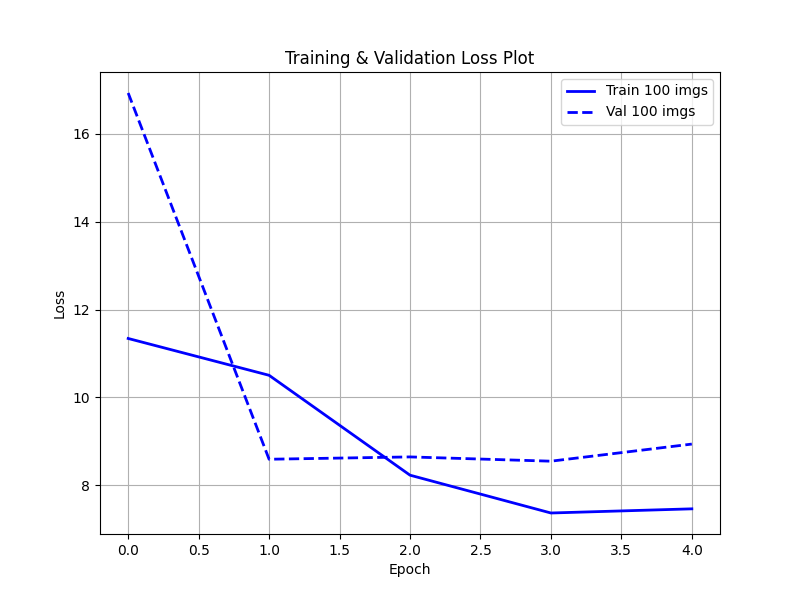 Training & Validation Loss Plot
Train 100 imgs
Val 100 imgs
Loss
16
14
12
10
8
0.0 0.5 1.0 1.5 2.0 2.5 3.0 3.5 4.0
Epoch